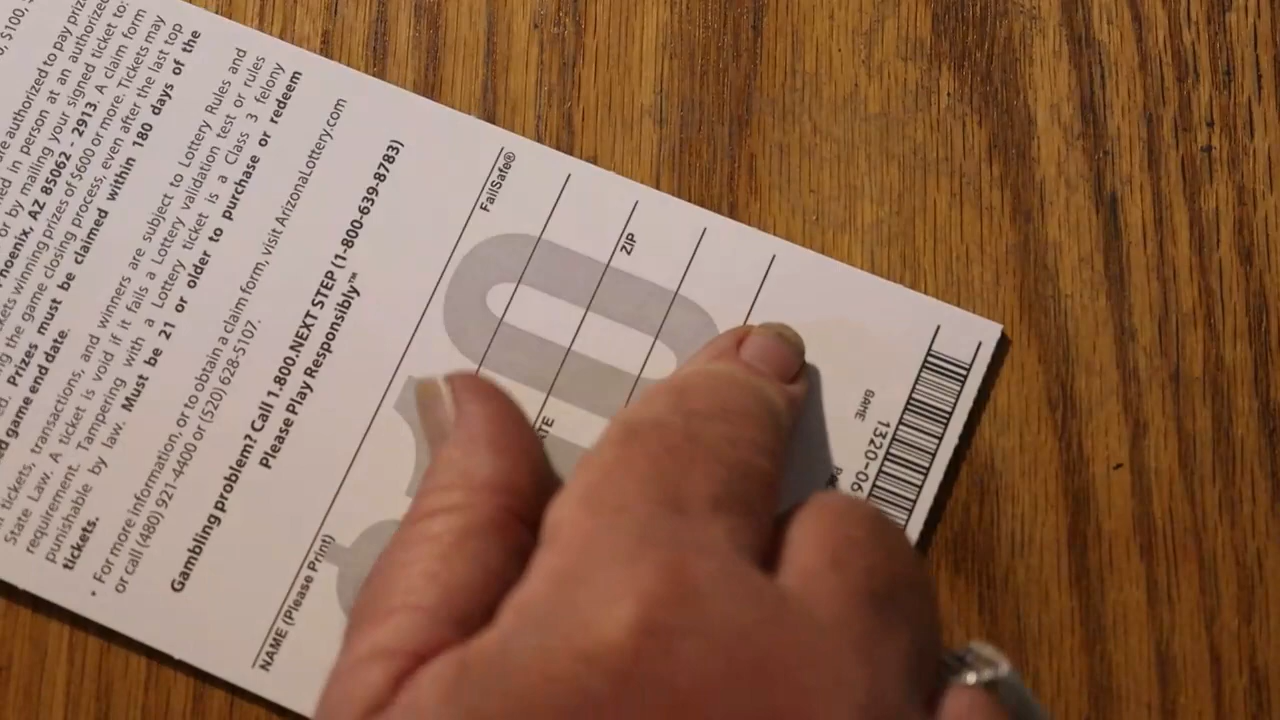 0, $100,
are authorized to pay
in person at an authorized
or by mailing your signed ticket to:
AZ 85062 - 2913. A claim form
winning prizes of $600 or more. Tickets may
the game closing process, even after the last top
Prizes must be claimed within 180 days of the
game end date.
tickets, transactions, and winners are subject to Lottery Rules and
State Law. A ticket is void if it fails a Lottery validation test or rules
requirement. Tampering with a Lottery ticket is a Class 3 felony
punishable by law. Must be 21 or older to purchase or redeem
tickets.
* For more information, or to obtain a claim form, visit ArizonaLottery.com
or call (480) 921-4400 or (520) 628-5107.
Gambling problem? Call 1.800.NEXT STEP (1-800-639-8783)
Please Play Responsibly™
FailSafe®
NAME (Please Print)
ZIP
0
GAME
1320-06